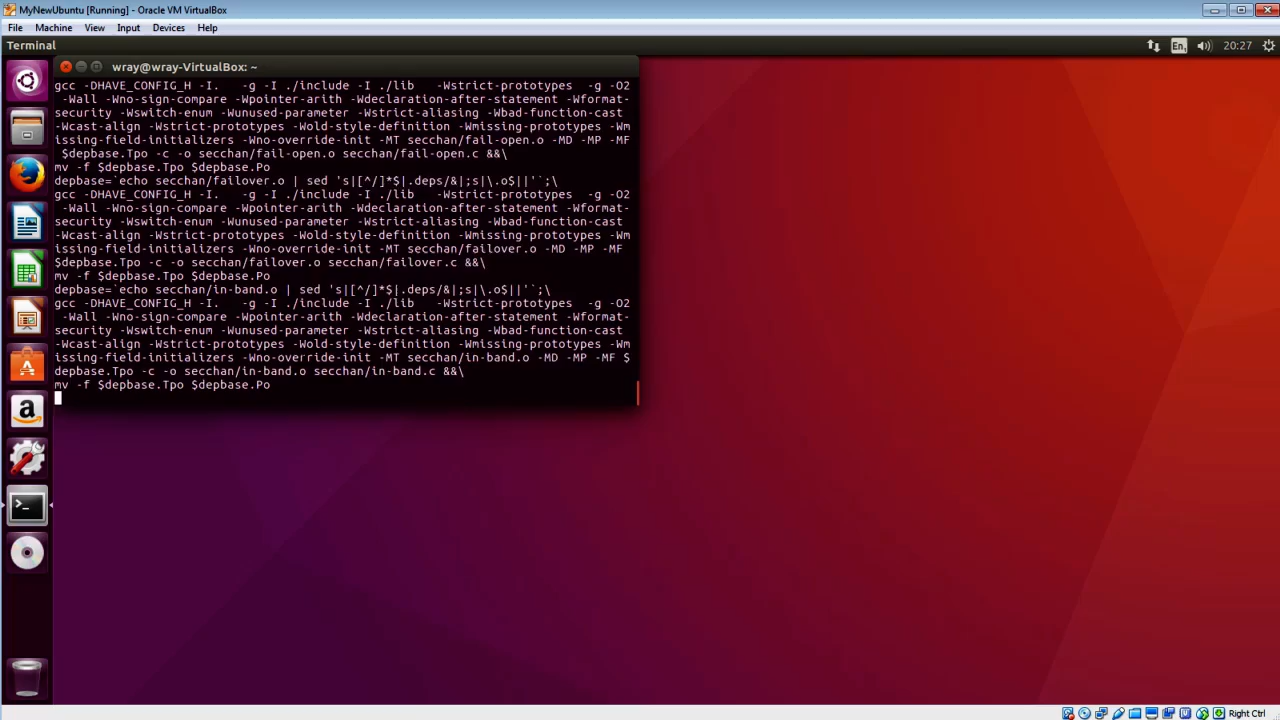 MyNewUbuntu [Running] - Oracle VM VirtualBox
File Machine View Input Devices Help
Terminal En 20:27
wray@wray-VirtualBox: ~
gcc -DHAVE_CONFIG_H -I.   -g -I ./include -I ./lib   -Wstrict-prototypes  -g -O2
 -Wall -Wno-sign-compare -Wpointer-arith -Wdeclaration-after-statement -Wformat-
security -Wswitch-enum -Wunused-parameter -Wstrict-aliasing -Wbad-function-cast
-Wcast-align -Wstrict-prototypes -Wold-style-definition -Wmissing-prototypes -Wm
issing-field-initializers -Wno-override-init -MT secchan/fail-open.o -MD -MP -MF
 $depbase.Tpo -c -o secchan/fail-open.o secchan/fail-open.c &&\
mv -f $depbase.Tpo $depbase.Po
depbase=`echo secchan/failover.o | sed 's|[^/]*$|.deps/&|;s|\.o$||'`;\
gcc -DHAVE_CONFIG_H -I.   -g -I ./include -I ./lib   -Wstrict-prototypes  -g -O2
 -Wall -Wno-sign-compare -Wpointer-arith -Wdeclaration-after-statement -Wformat-
security -Wswitch-enum -Wunused-parameter -Wstrict-aliasing -Wbad-function-cast
-Wcast-align -Wstrict-prototypes -Wold-style-definition -Wmissing-prototypes -Wm
issing-field-initializers -Wno-override-init -MT secchan/failover.o -MD -MP -MF
 $depbase.Tpo -c -o secchan/failover.o secchan/failover.c &&\
mv -f $depbase.Tpo $depbase.Po
depbase=`echo secchan/in-band.o | sed 's|[^/]*$|.deps/&|;s|\.o$||'`;\
gcc -DHAVE_CONFIG_H -I.   -g -I ./include -I ./lib   -Wstrict-prototypes  -g -O2
 -Wall -Wno-sign-compare -Wpointer-arith -Wdeclaration-after-statement -Wformat-
security -Wswitch-enum -Wunused-parameter -Wstrict-aliasing -Wbad-function-cast
-Wcast-align -Wstrict-prototypes -Wold-style-definition -Wmissing-prototypes -Wm
issing-field-initializers -Wno-override-init -MT secchan/in-band.o -MD -MP -MF $
depbase.Tpo -c -o secchan/in-band.o secchan/in-band.c &&\
mv -f $depbase.Tpo $depbase.Po
Right Ctrl